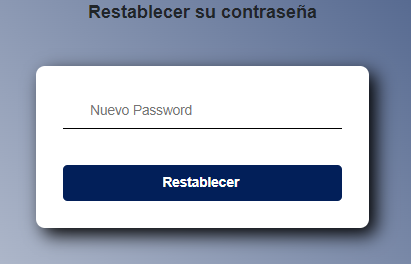 Restablecer su contraseña
Nuevo Password
Restablecer